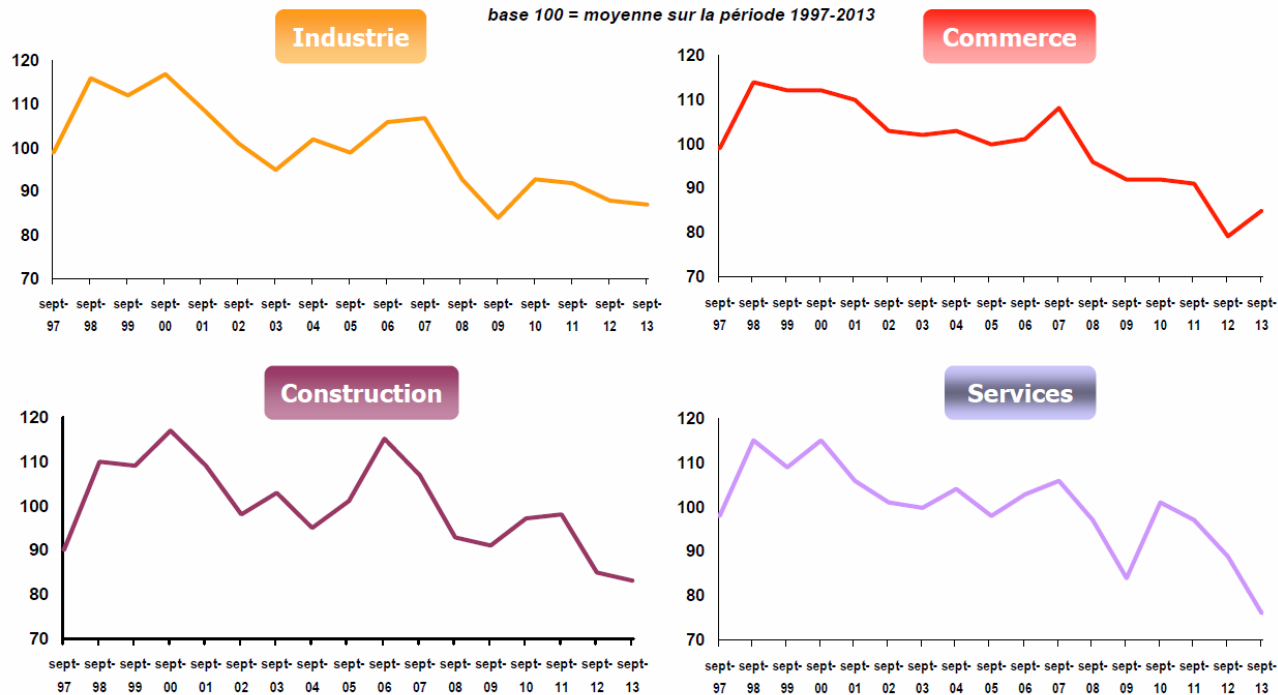 base 100 = moyenne sur la période 1997-2013
Industrie
120
110
100
90
80
70
sept- sept- sept- sept- sept- sept- sept- sept- sept- sept- sept- sept- sept- sept- sept- sept- sept-
97 98 99 00 01 02 03 04 05 06 07 08 09 10 11 12 13
Commerce
120
110
100
90
80
70
sept- sept- sept- sept- sept- sept- sept- sept- sept- sept- sept- sept- sept- sept- sept- sept- sept-
97 98 99 00 01 02 03 04 05 06 07 08 09 10 11 12 13
Construction
120
110
100
90
80
70
sept- sept- sept- sept- sept- sept- sept- sept- sept- sept- sept- sept- sept- sept- sept- sept- sept-
97 98 99 00 01 02 03 04 05 06 07 08 09 10 11 12 13
Services
120
110
100
90
80
70
sept- sept- sept- sept- sept- sept- sept- sept- sept- sept- sept- sept- sept- sept- sept- sept- sept-
97 98 99 00 01 02 03 04 05 06 07 08 09 10 11 12 13